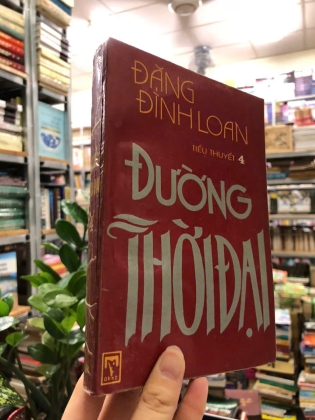 ĐẶNG
ĐÌNH LOAN
TIỂU THUYẾT 4
ĐƯỜNG
THỜI ĐẠI